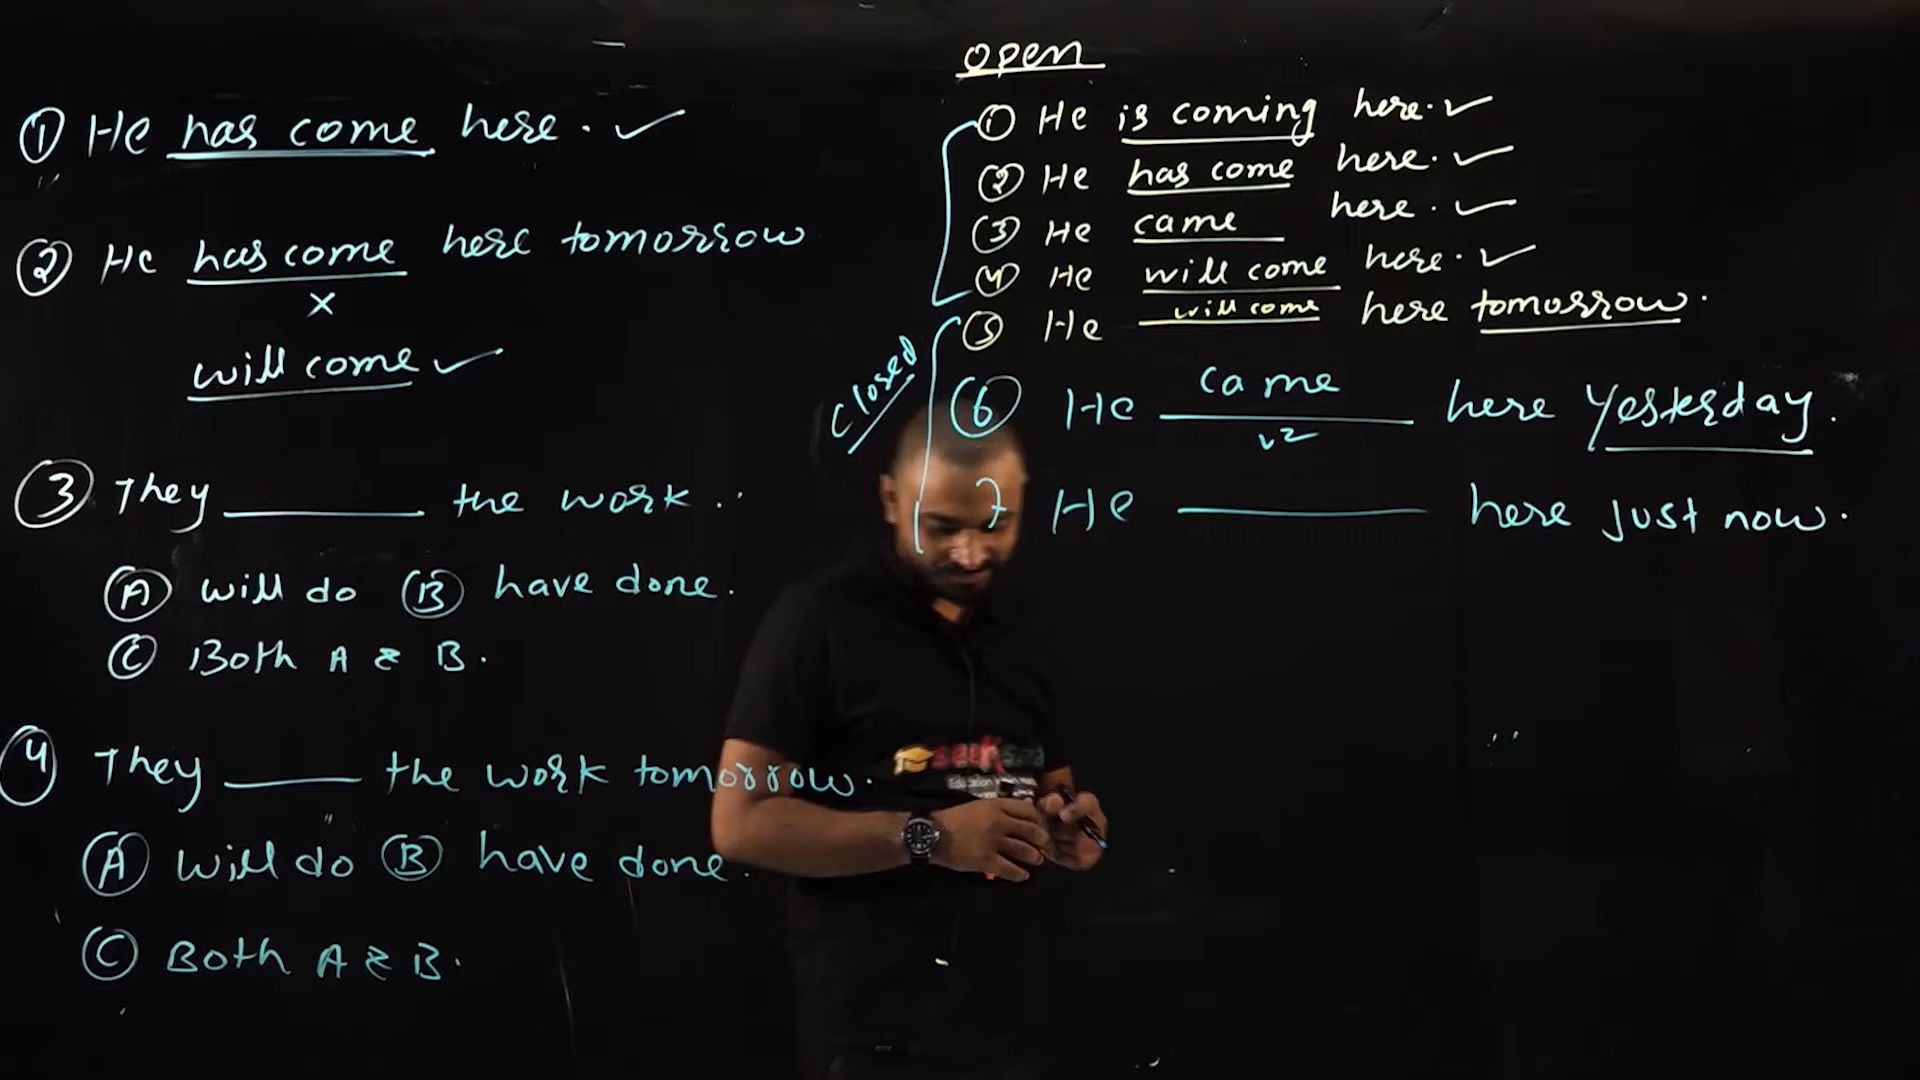 ① He has come here. ✓
② He has come here tomorrow
×
will come ✓
③ They ______ the work.
Ⓐ will do Ⓑ have done.
Ⓒ Both A & B.
④ They ______ the work tomorrow.
Ⓐ will do Ⓑ have done.
Ⓒ Both A & B.
open
① He is coming here. ✓
② He has come here. ✓
③ He came here. ✓
④ He will come here. ✓
⑤ He will come here tomorrow.
Closed
⑥ He came here yesterday.
v2
7 He ______ here just now.